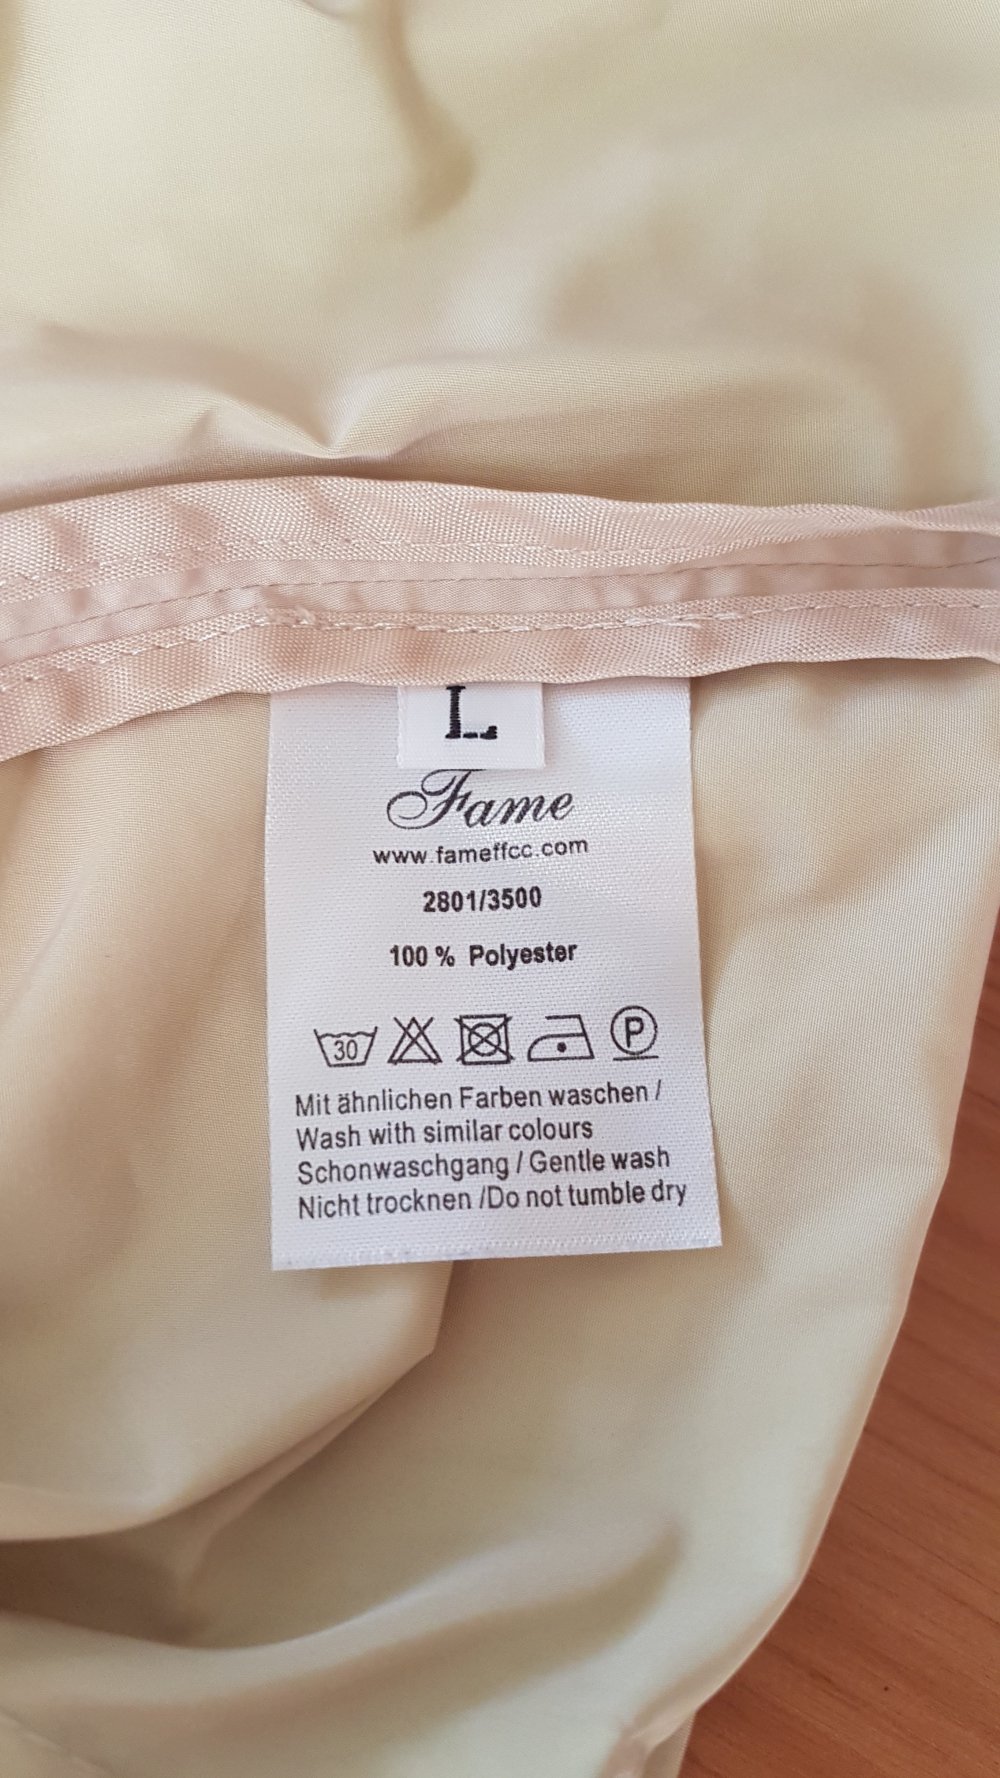 L
Fame
www.fameffcc.com
2801/3500
100 % Polyester
30 P
Mit ähnlichen Farben waschen /
Wash with similar colours
Schonwaschgang / Gentle wash
Nicht trocknen /Do not tumble dry